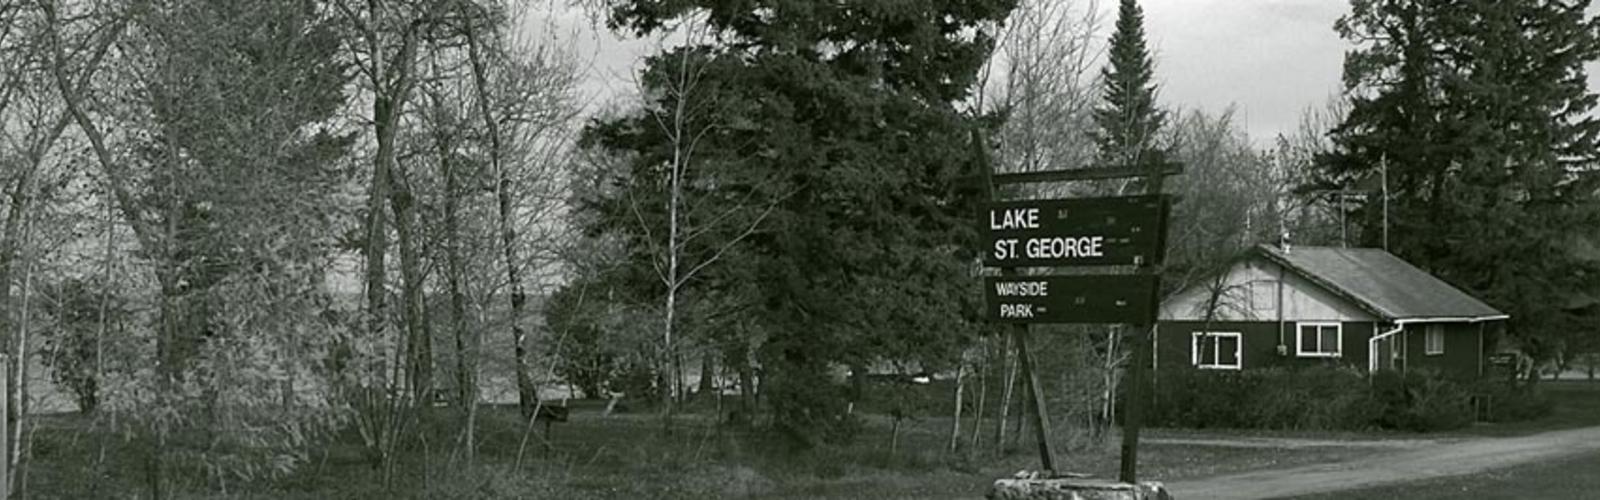 LAKE
ST. GEORGE
WAYSIDE
PARK